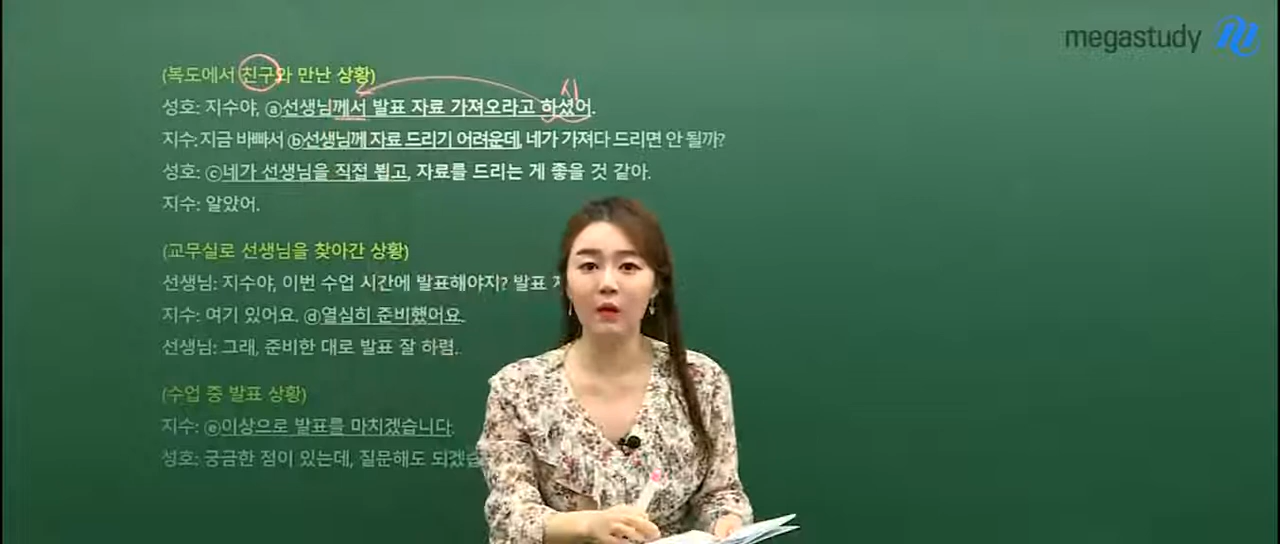 megastudy
(복도에서 친구와 만난 상황)
시
성호: 지수야, ⓐ선생님께서 발표 자료 가져오라고 하셨어.
지수: 지금 바빠서 ⓑ선생님께 자료 드리기 어려운데, 네가 가져다 드리면 안 될까?
성호: ⓒ네가 선생님을 직접 뵙고, 자료를 드리는 게 좋을 것 같아.
지수: 알았어.
(교무실로 선생님을 찾아간 상황)
선생님: 지수야, 이번 수업 시간에 발표해야지? 발표
지수: 여기 있어요. ⓓ열심히 준비했어요.
선생님: 그래, 준비한 대로 발표 잘 하렴.
(수업 중 발표 상황)
지수: ⓔ이상으로 발표를 마치겠습니다.
성호: 궁금한 점이 있는데, 질문해도 되겠습